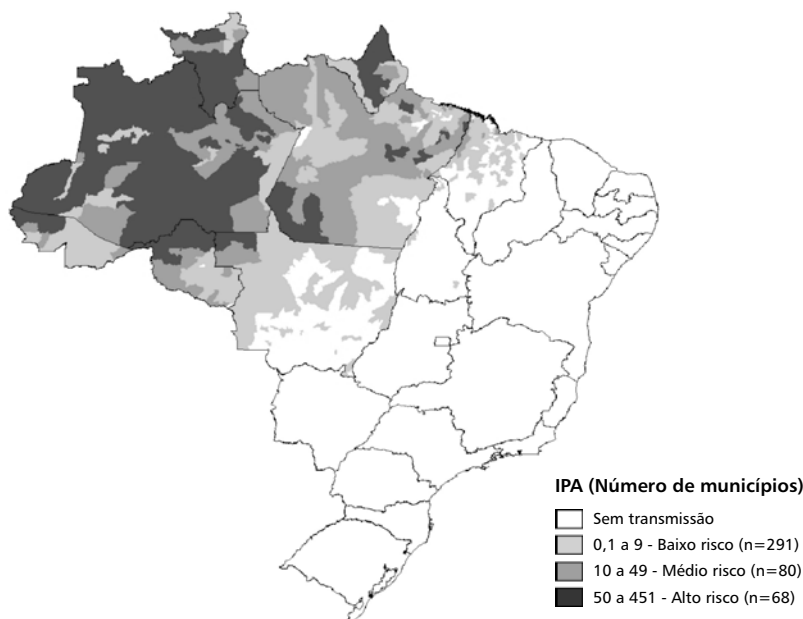 IPA (Número de municípios)
Sem transmissão
0,1 a 9 - Baixo risco (n=291)
10 a 49 - Médio risco (n=80)
50 a 451 - Alto risco (n=68)